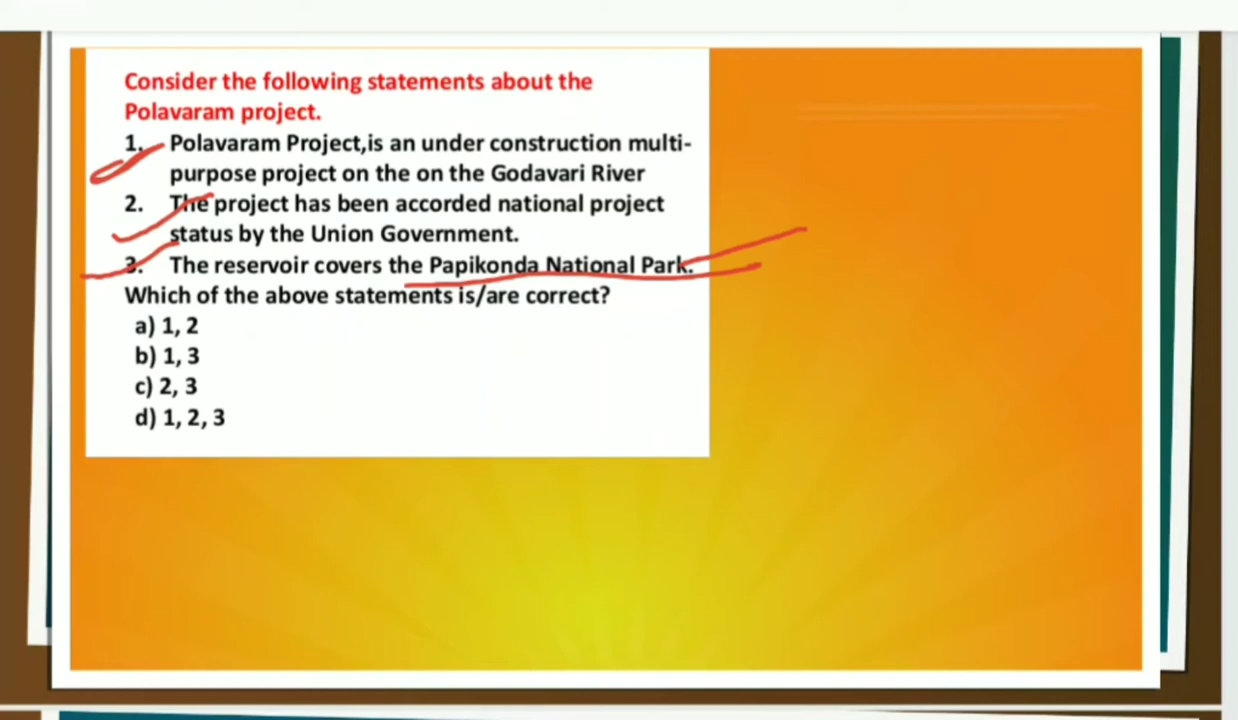 Consider the following statements about the
Polavaram project.
1. Polavaram Project,is an under construction multi-
purpose project on the on the Godavari River
2. The project has been accorded national project
status by the Union Government.
3. The reservoir covers the Papikonda National Park.
Which of the above statements is/are correct?
a) 1, 2
b) 1, 3
c) 2, 3
d) 1, 2, 3